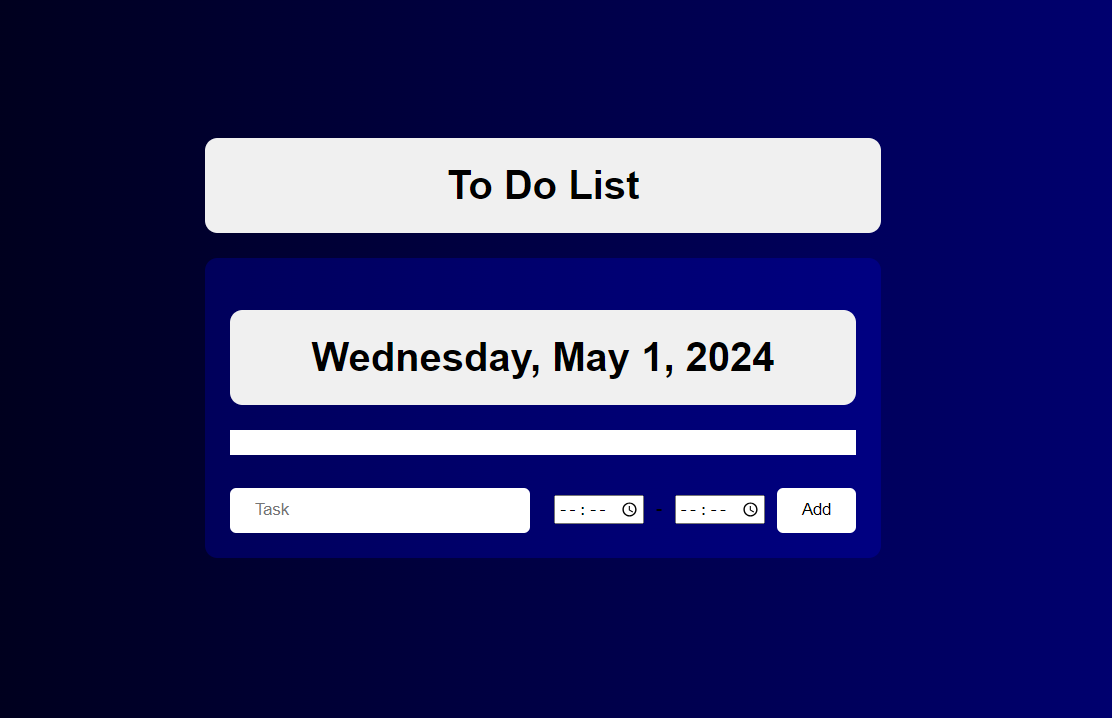 To Do List
Wednesday, May 1, 2024
Task --:-- - --:-- Add